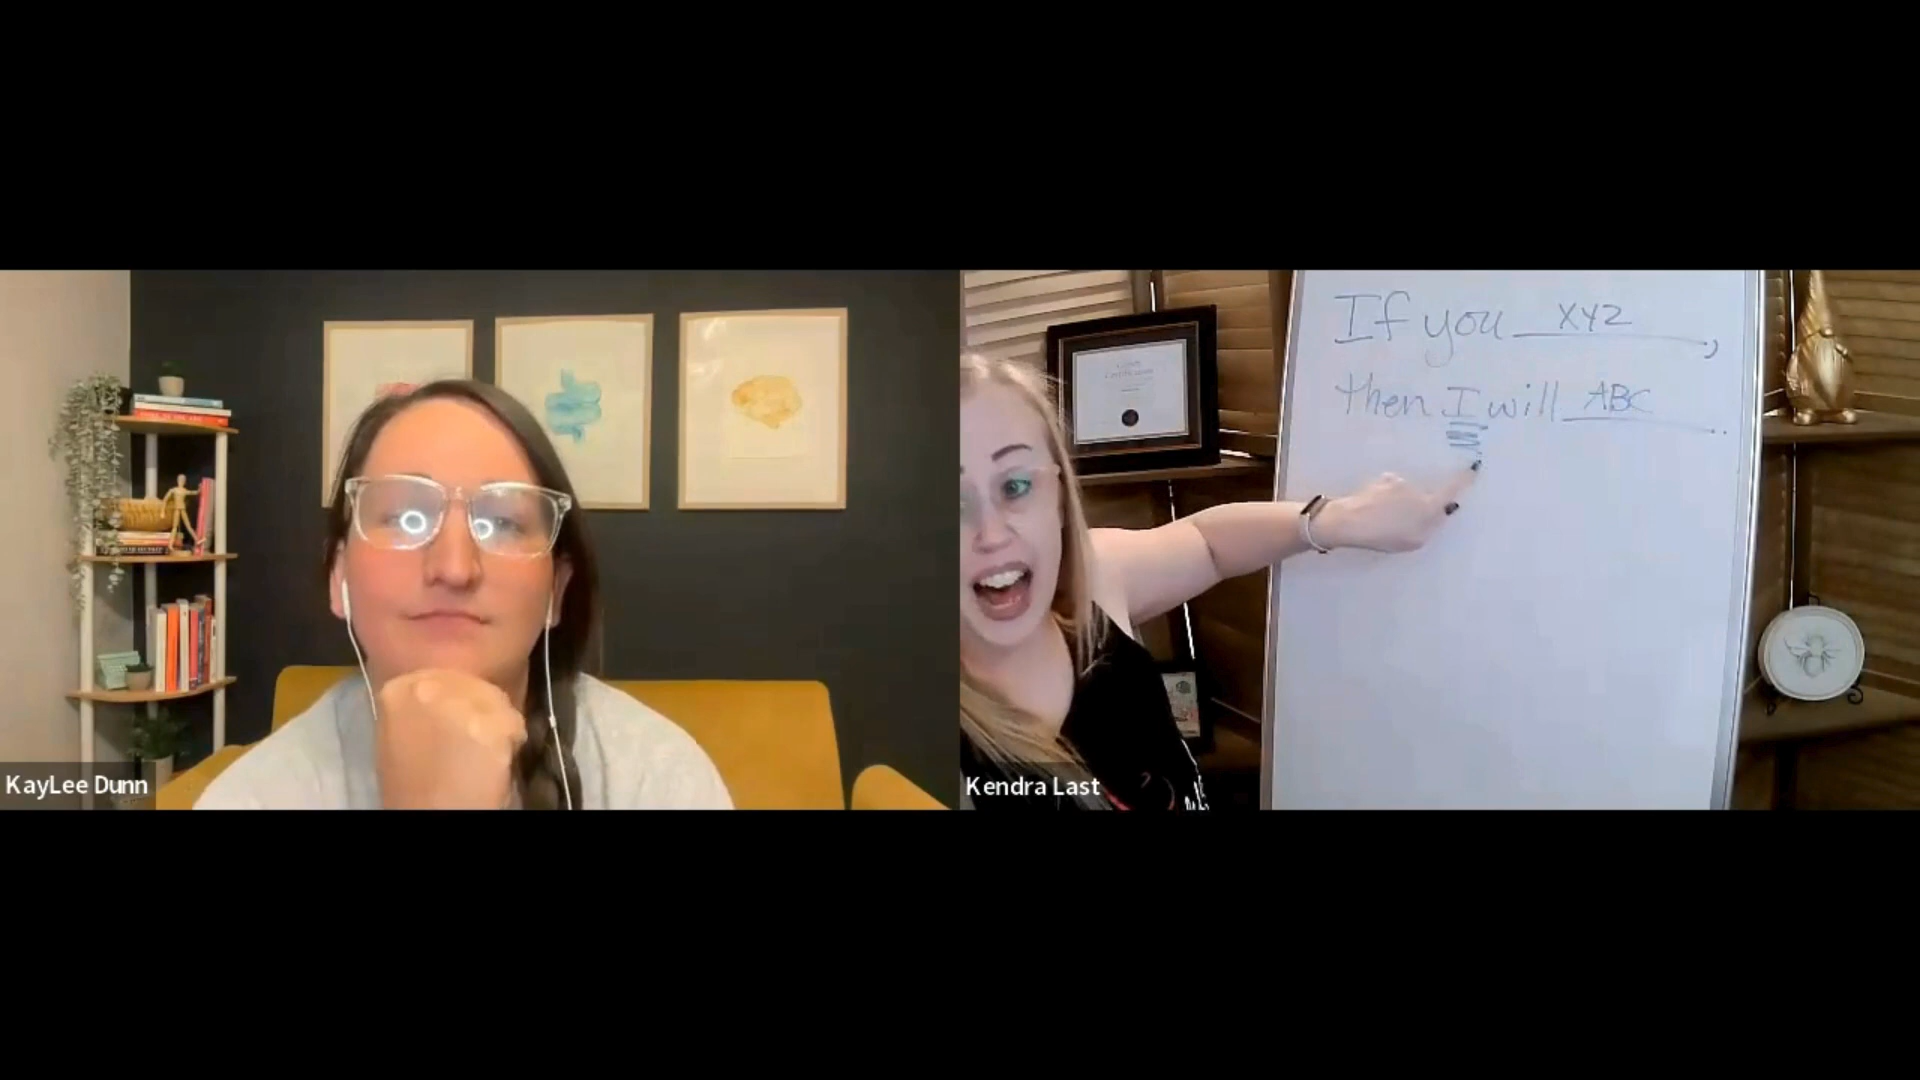 If you XYZ,
then I will ABC.
KayLee Dunn
Kendra Last